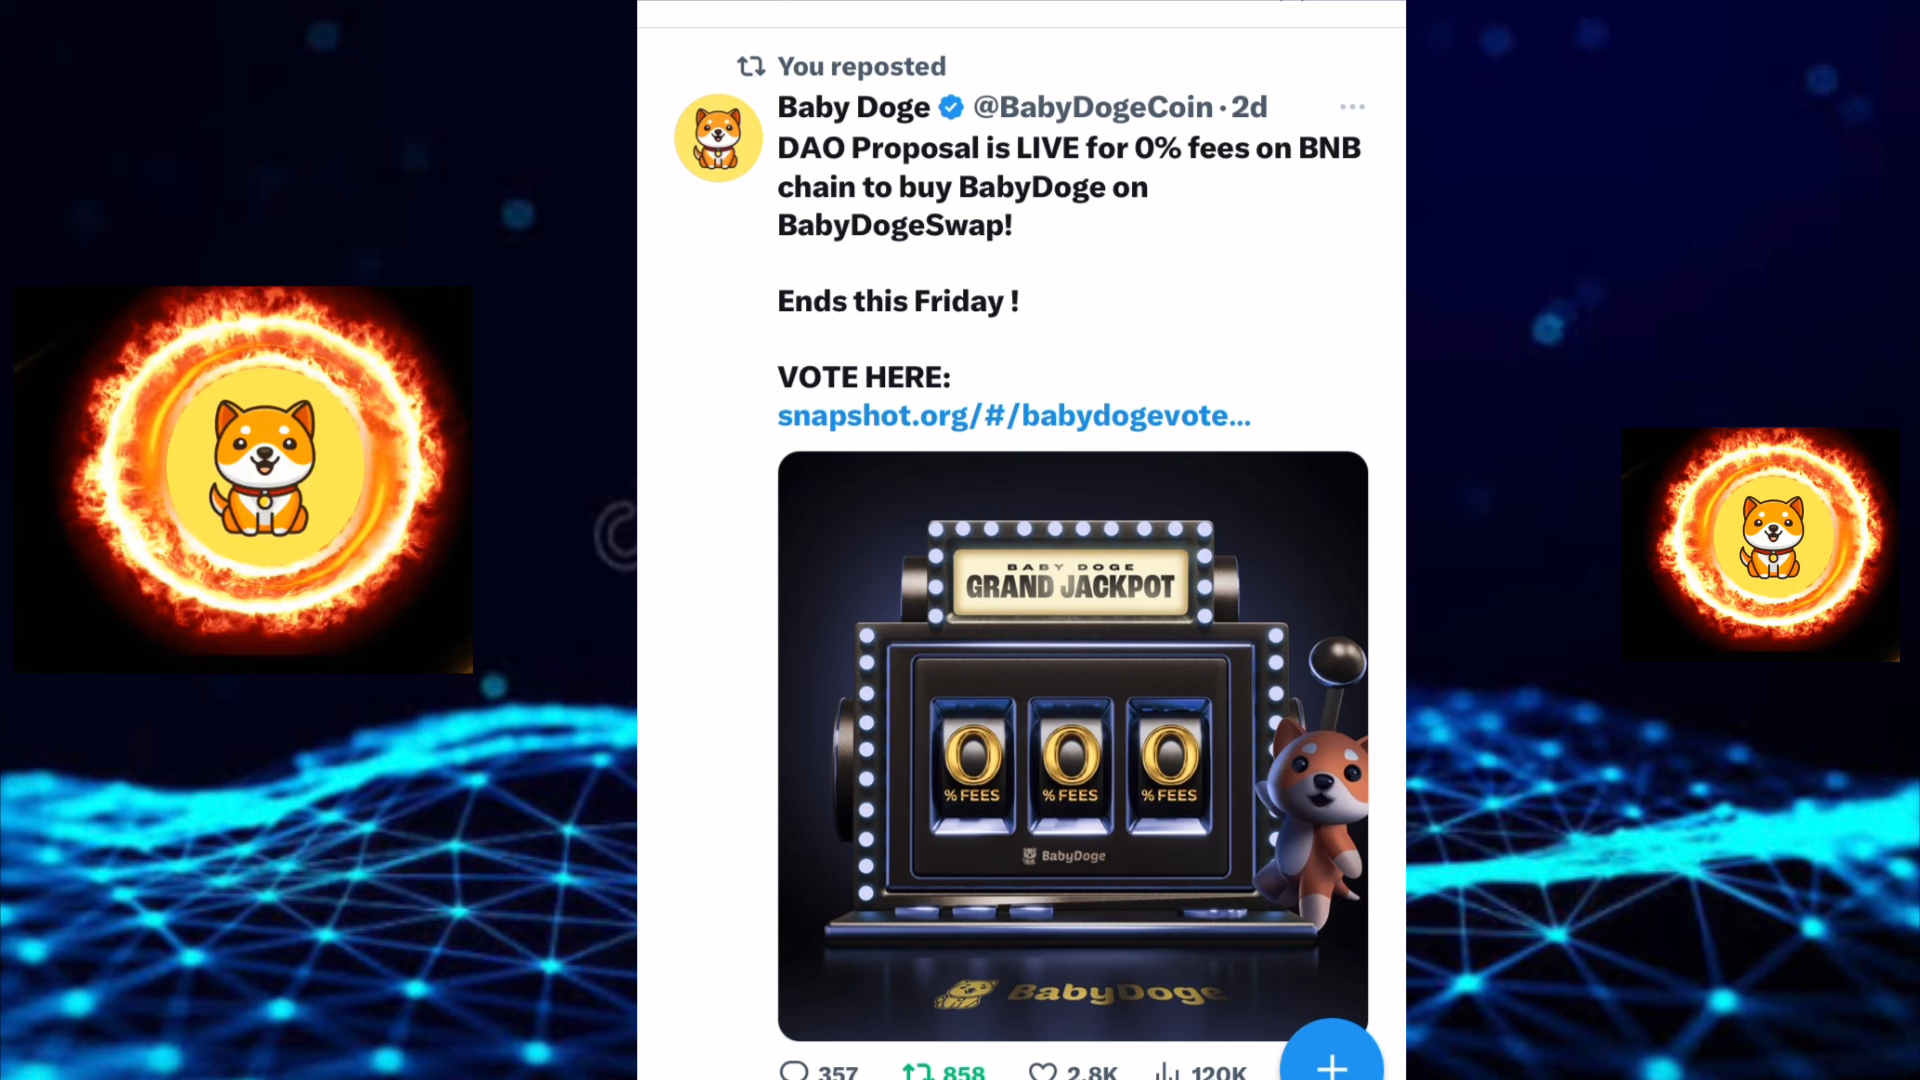 You reposted
Baby Doge @BabyDogeCoin · 2d
DAO Proposal is LIVE for 0% fees on BNB
chain to buy BabyDoge on
BabyDogeSwap!
Ends this Friday !
VOTE HERE:
snapshot.org/#/babydogevote...
BABY DOGE
GRAND JACKPOT
0 0 0
% FEES % FEES % FEES
BabyDoge
BabyDoge
357 858 2.8K 120K